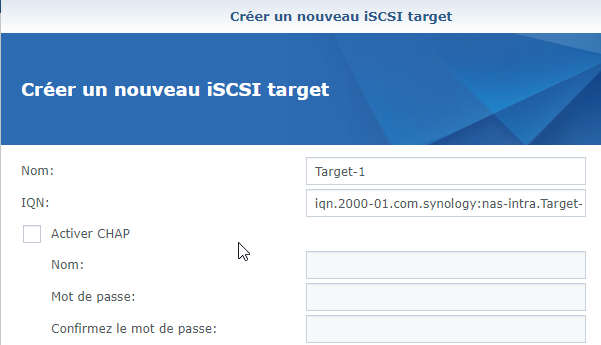 Créer un nouveau iSCSI target
Créer un nouveau iSCSI target
Nom: Target-1
IQN: iqn.2000-01.com.synology:nas-intra.Target-
Activer CHAP
Nom:
Mot de passe:
Confirmez le mot de passe: